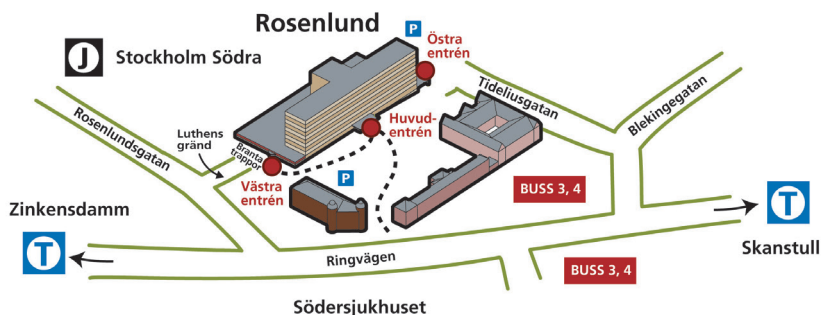 Rosenlund
P
Östra
entrén
J
Stockholm Södra
Tideliusgatan
Blekingegatan
Rosenlundsgatan
Luthens
gränd
Branta
trappor
Huvud-
entrén
Västra
entrén
P
BUSS 3, 4
Zinkensdamm
T
T
Skanstull
Ringvägen
BUSS 3, 4
Södersjukhuset